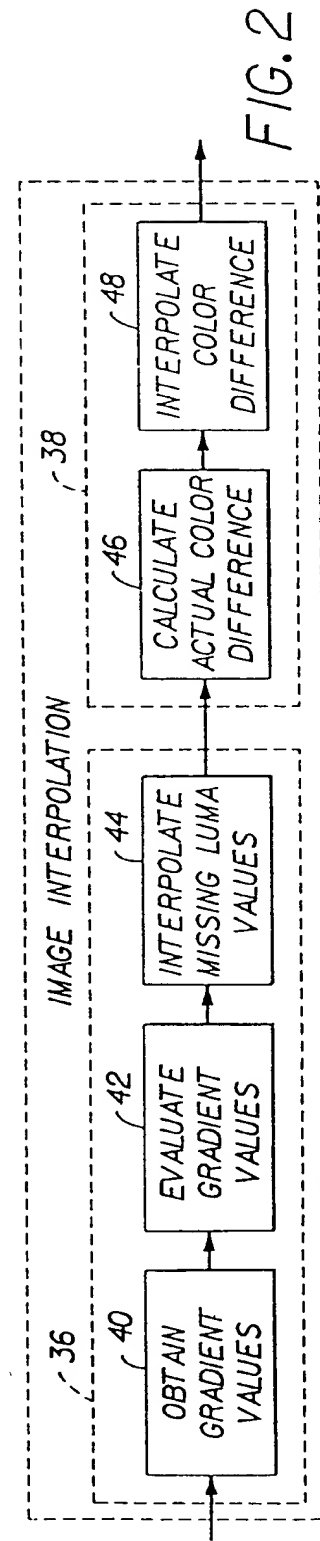 IMAGE INTERPOLATION
36
38
40
OBTAIN
GRADIENT
VALUES
42
EVALUATE
GRADIENT
VALUES
44
INTERPOLATE
MISSING LUMA
VALUES
46
CALCULATE
ACTUAL COLOR
DIFFERENCE
48
INTERPOLATE
COLOR
DIFFERENCE
FIG. 2